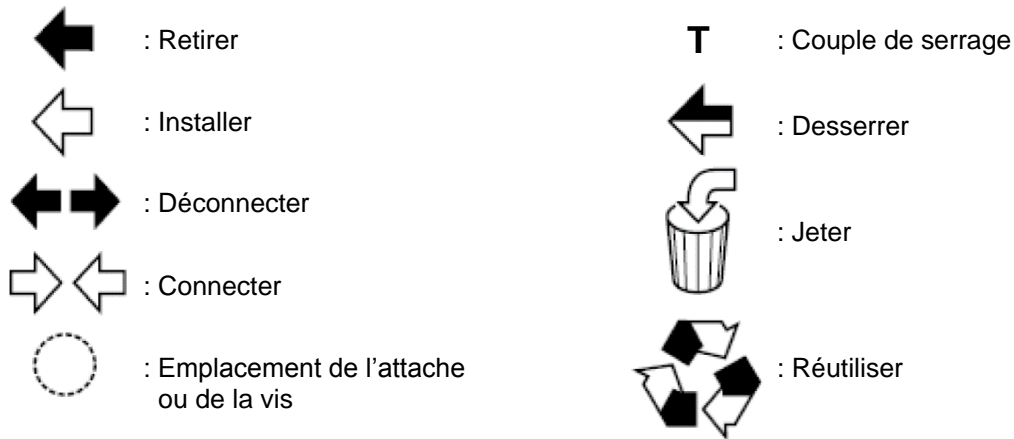 : Retirer
: Installer
: Déconnecter
: Connecter
: Emplacement de l’attache
ou de la vis
T : Couple de serrage
: Desserrer
: Jeter
: Réutiliser